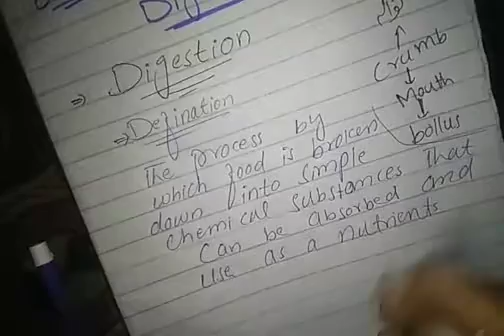 ⇒ Digestion
⇒ Defination
The process by
which food is broken
down into simple
chemical substances That
can be absorbed and
use as a nutrients
↑
Crumb
↓
Mouth
↓
bollus